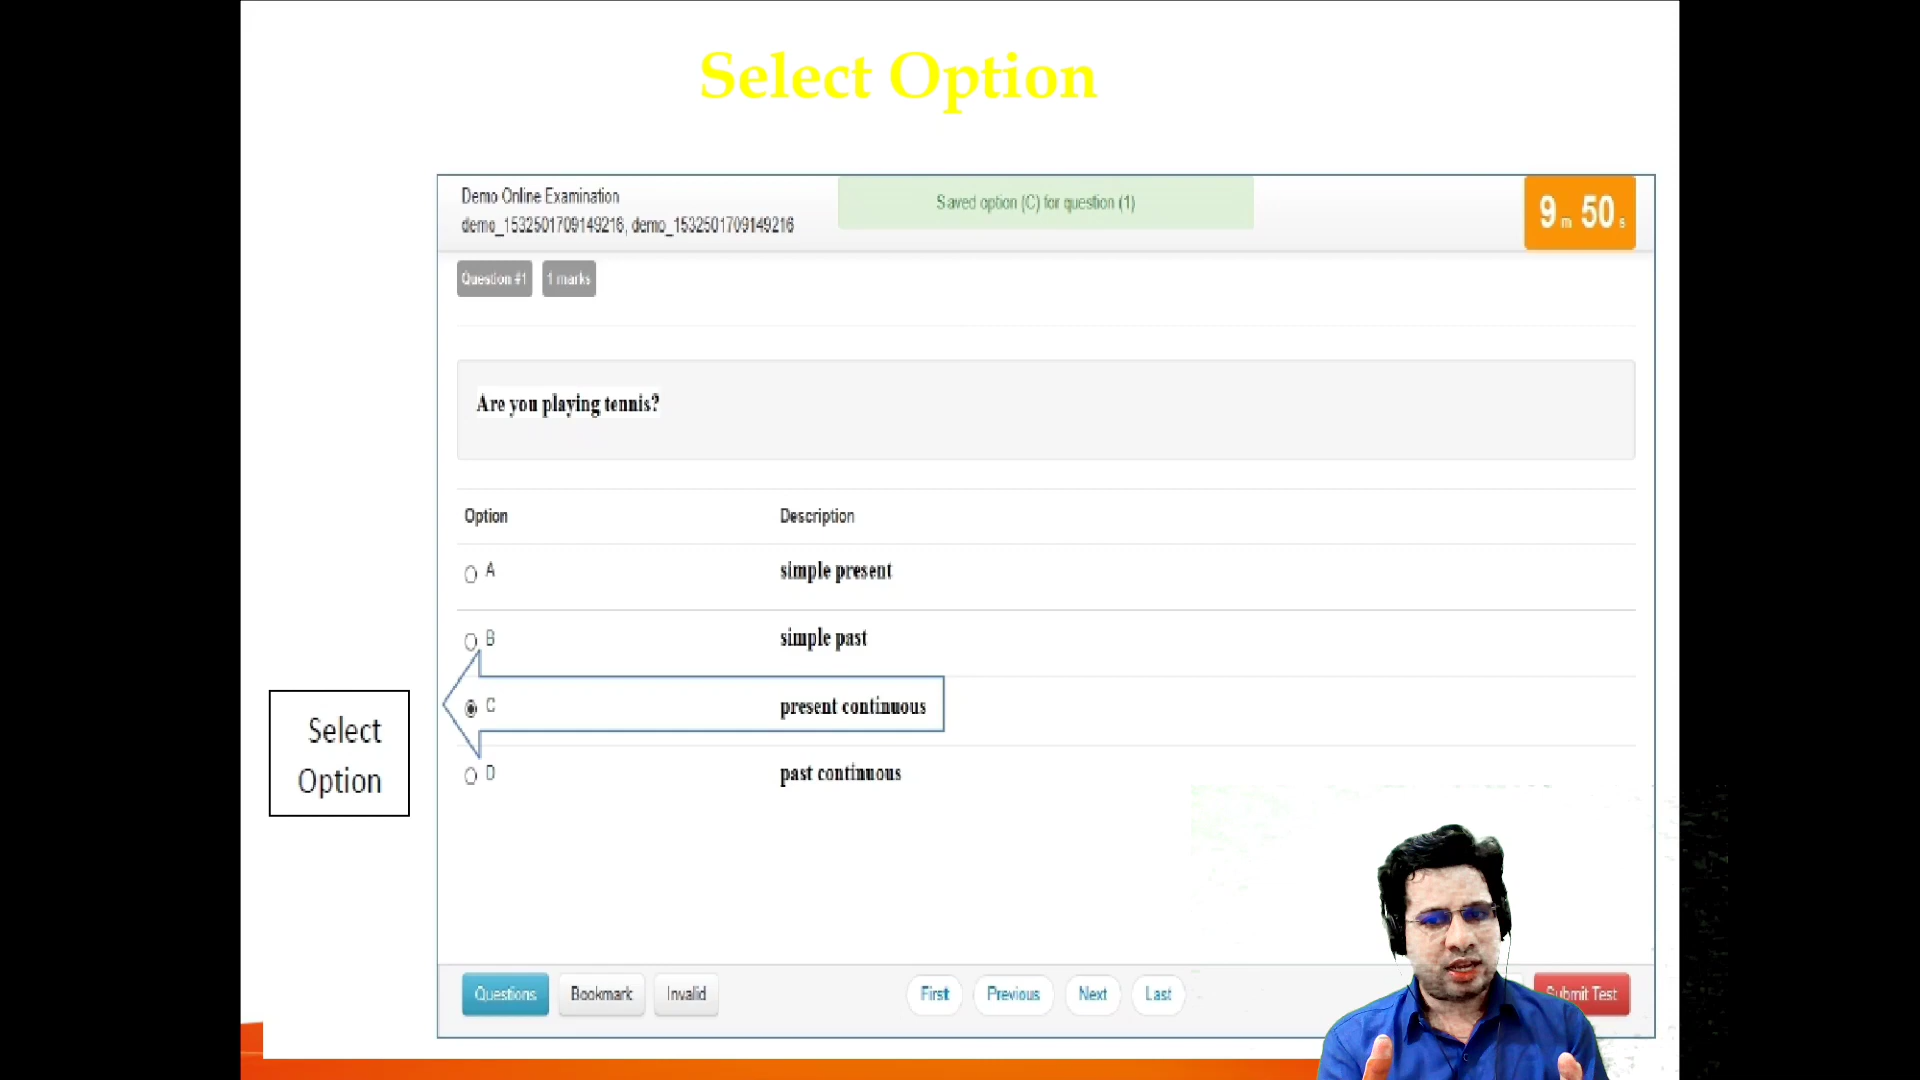 Select Option
Demo Online Examination
demo_1532501709149216, demo_1532501709149216
Saved option (C) for question (1)
9 m 50 s
Question #1
1 marks
Are you playing tennis?
Option Description
A simple present
B simple past
C present continuous
D past continuous
Select
Option
Questions
Bookmark
Invalid
First
Previous
Next
Last
Submit Test